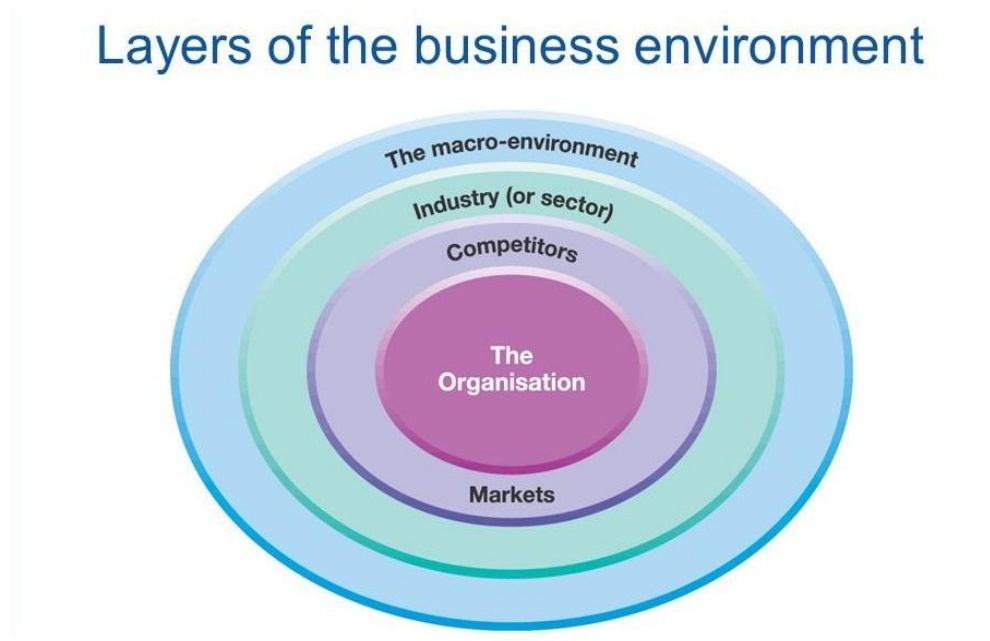 Layers of the business environment
The macro-environment
Industry (or sector)
Competitors
The
Organisation
Markets